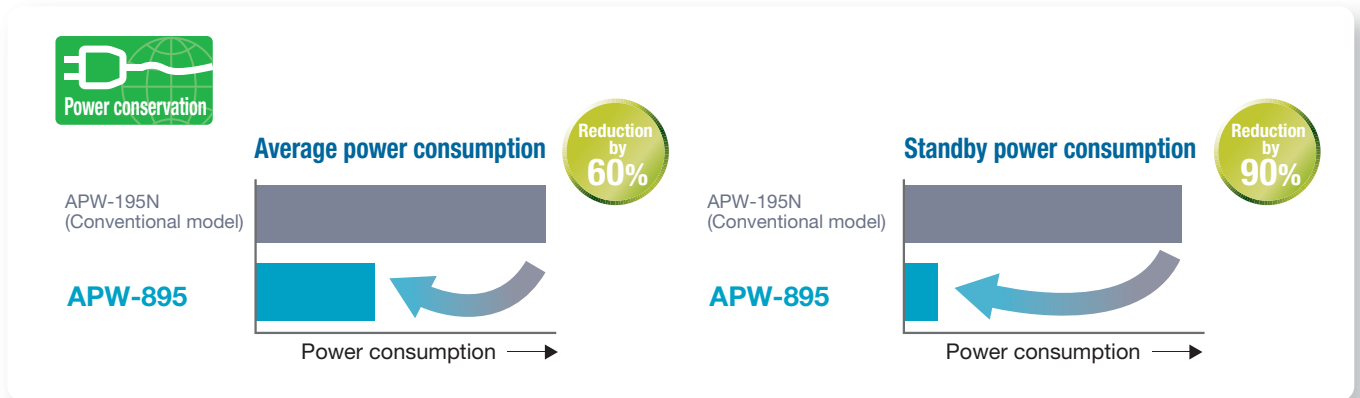 Power conservation
Average power consumption
Reduction
by
60%
APW-195N
(Conventional model)
APW-895
Power consumption
Standby power consumption
Reduction
by
90%
APW-195N
(Conventional model)
APW-895
Power consumption